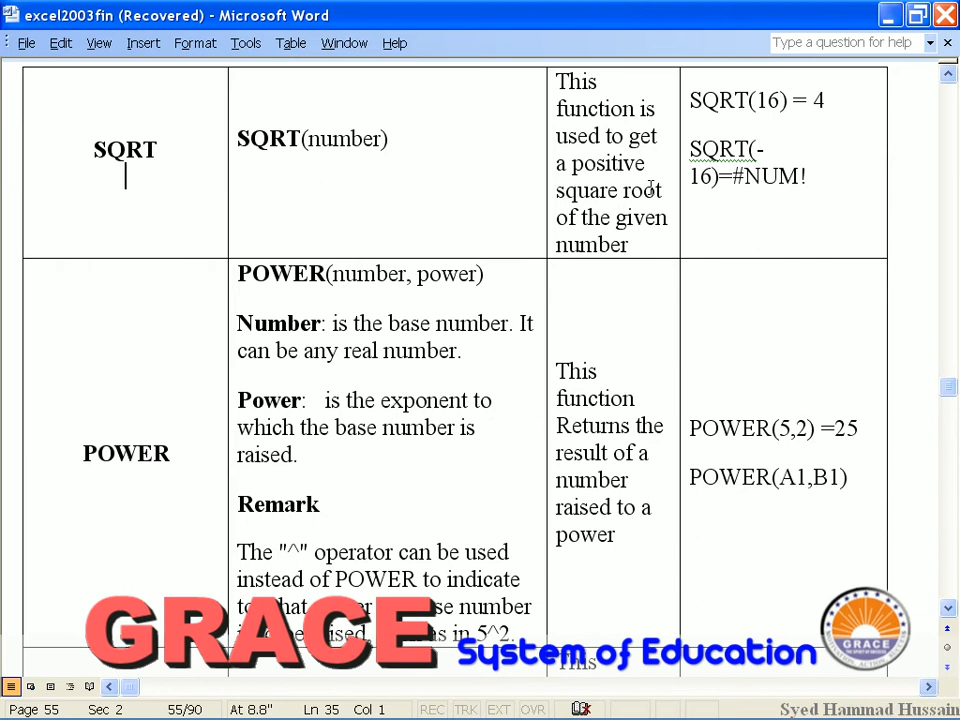 excel2003fin (Recovered) - Microsoft Word
File Edit View Insert Format Tools Table Window Help
Type a question for help
SQRT
SQRT(number)
This
function is
used to get
a positive
square root
of the given
number
SQRT(16) = 4
SQRT(-
16)=#NUM!
POWER
POWER(number, power)
Number: is the base number. It
can be any real number.
Power: is the exponent to
which the base number is
raised.
Remark
The "^" operator can be used
instead of POWER to indicate
number
in 5^2.
This
function
Returns the
result of a
number
raised to a
power
POWER(5,2) =25
POWER(A1,B1)
This
GRACE
System of Education
GRACE
Page 55 Sec 2 55/90 At 8.8" Ln 35 Col 1 REC TRK EXT OVR
Syed Hammad Hussain